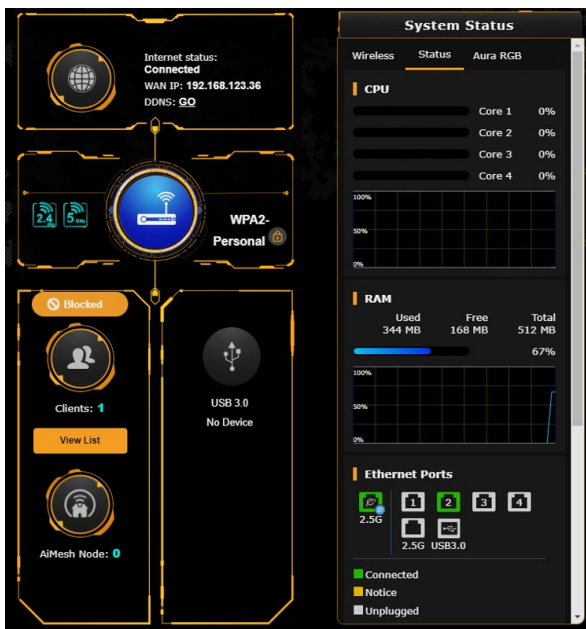 Internet status:
Connected
WAN IP: 192.168.123.36
DDNS: GO
2.4
5 GHz
WPA2-
Personal
Blocked
Clients: 1
View List
AiMesh Node: 0
USB 3.0
No Device
System Status
Wireless Status Aura RGB
CPU
Core 1 0%
Core 2 0%
Core 3 0%
Core 4 0%
100%
50%
0%
RAM
Used Free Total
344 MB 168 MB 512 MB
67%
100%
50%
0%
Ethernet Ports
1 2 3 4
2.5G
2.5G USB3.0
Connected
Notice
Unplugged